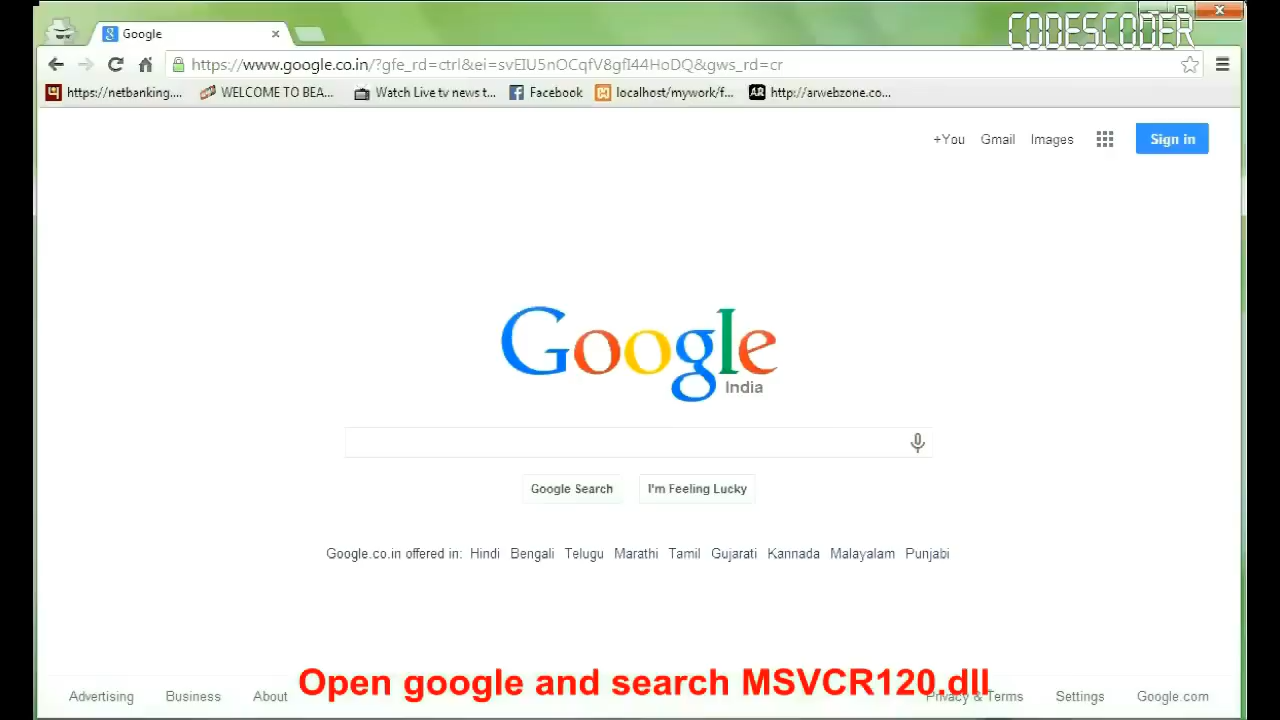 CODESCODER
Google
https://www.google.co.in/?gfe_rd=ctrl&ei=svEIU5nOCqfV8gfI44HoDQ&gws_rd=cr
https://netbanking.... WELCOME TO BEA... Watch Live tv news t... Facebook localhost/mywork/f... http://arwebzone.co...
+You Gmail Images Sign in
Google
India
Google Search I'm Feeling Lucky
Google.co.in offered in: Hindi Bengali Telugu Marathi Tamil Gujarati Kannada Malayalam Punjabi
Open google and search MSVCR120.dll
Advertising Business About Privacy & Terms Settings Google.com